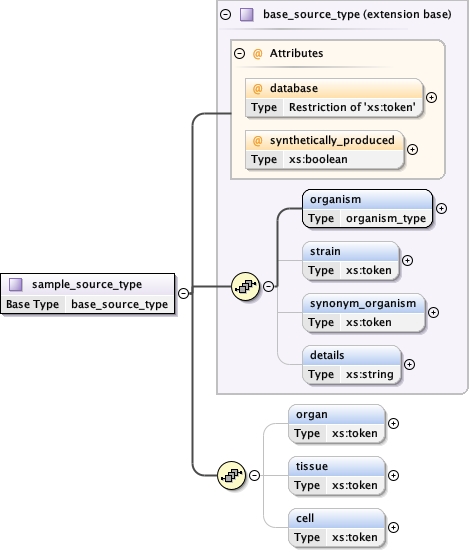 base_source_type (extension base)
@ Attributes
@ database
Type Restriction of 'xs:token'
@ synthetically_produced
Type xs:boolean
organism
Type organism_type
strain
Type xs:token
sample_source_type
Base Type base_source_type
synonym_organism
Type xs:token
details
Type xs:string
organ
Type xs:token
tissue
Type xs:token
cell
Type xs:token